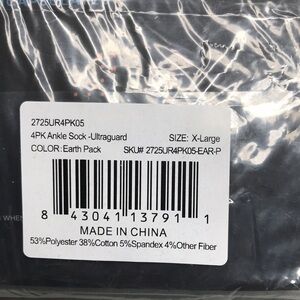 2725UR4PK05
4PK Ankle Sock -Ultraguard SIZE: X-Large
COLOR: Earth Pack SKU# 2725UR4PK05-EAR-P
8 43041 13791 1
MADE IN CHINA
53%Polyester 38%Cotton 5%Spandex 4%Other Fiber
WHEN